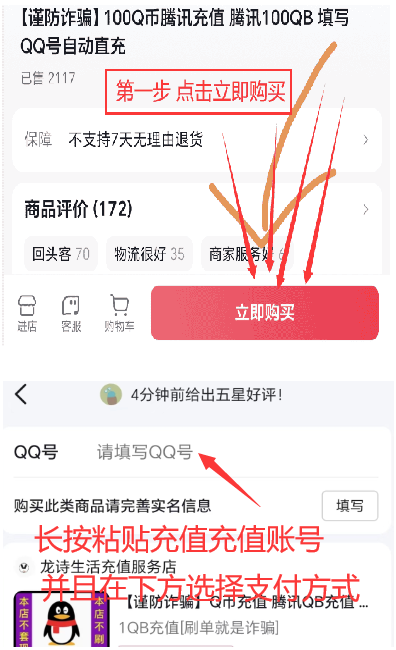 【谨防诈骗】100Q币腾讯充值 腾讯100QB 填写
QQ号自动直充
已售 2117
第一步 点击立即购买
保障 不支持7天无理由退货
商品评价 (172)
回头客 70 物流很好 35 商家服务好
进店 客服 购物车 立即购买
4分钟前给出五星好评!
QQ号 请填写QQ号
购买此类商品请完善实名信息 填写
长按粘贴充值充值账号
龙诗生活充值服务店
并且在下方选择支付方式
【谨防诈骗】Q币充值 腾讯QB充值 ...
1QB充值[刷单就是诈骗]
本店不套现
本店不刷